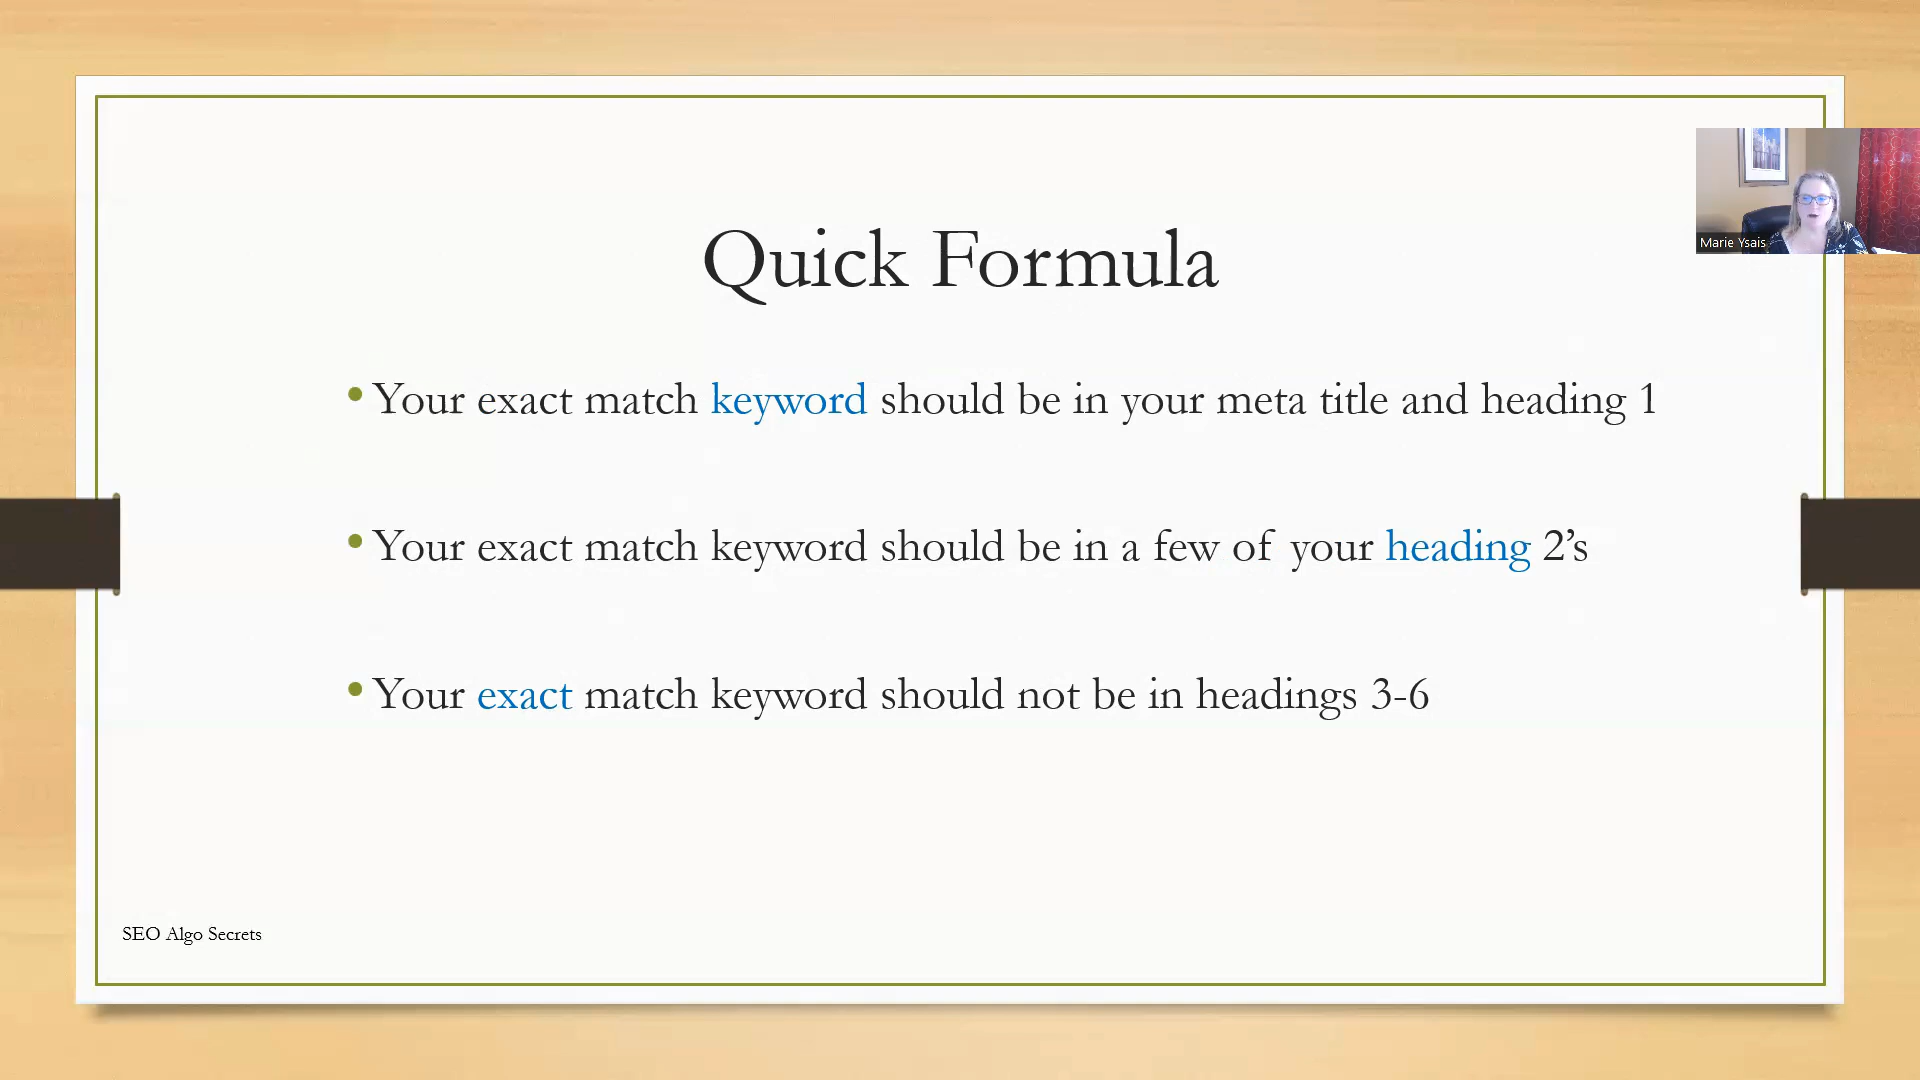 Quick Formula
Marie Ysais
• Your exact match keyword should be in your meta title and heading 1
• Your exact match keyword should be in a few of your heading 2’s
• Your exact match keyword should not be in headings 3-6
SEO Algo Secrets